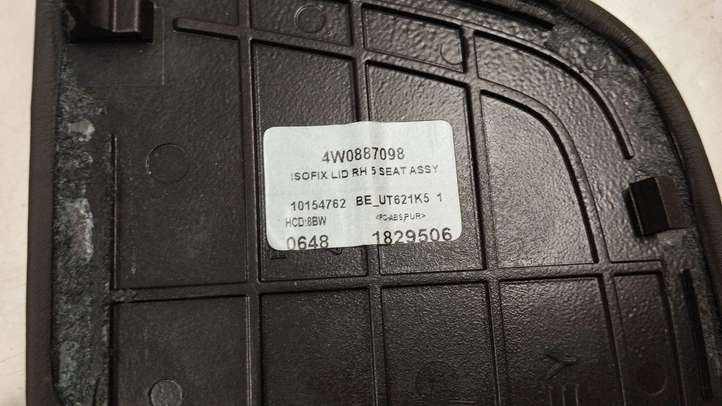 4W0887098
ISOFIX LID RH 5 SEAT ASSY
10154762 BE_UT621K5 1
HCD:8BW <PC-ABS,PUR>
0648 1829506